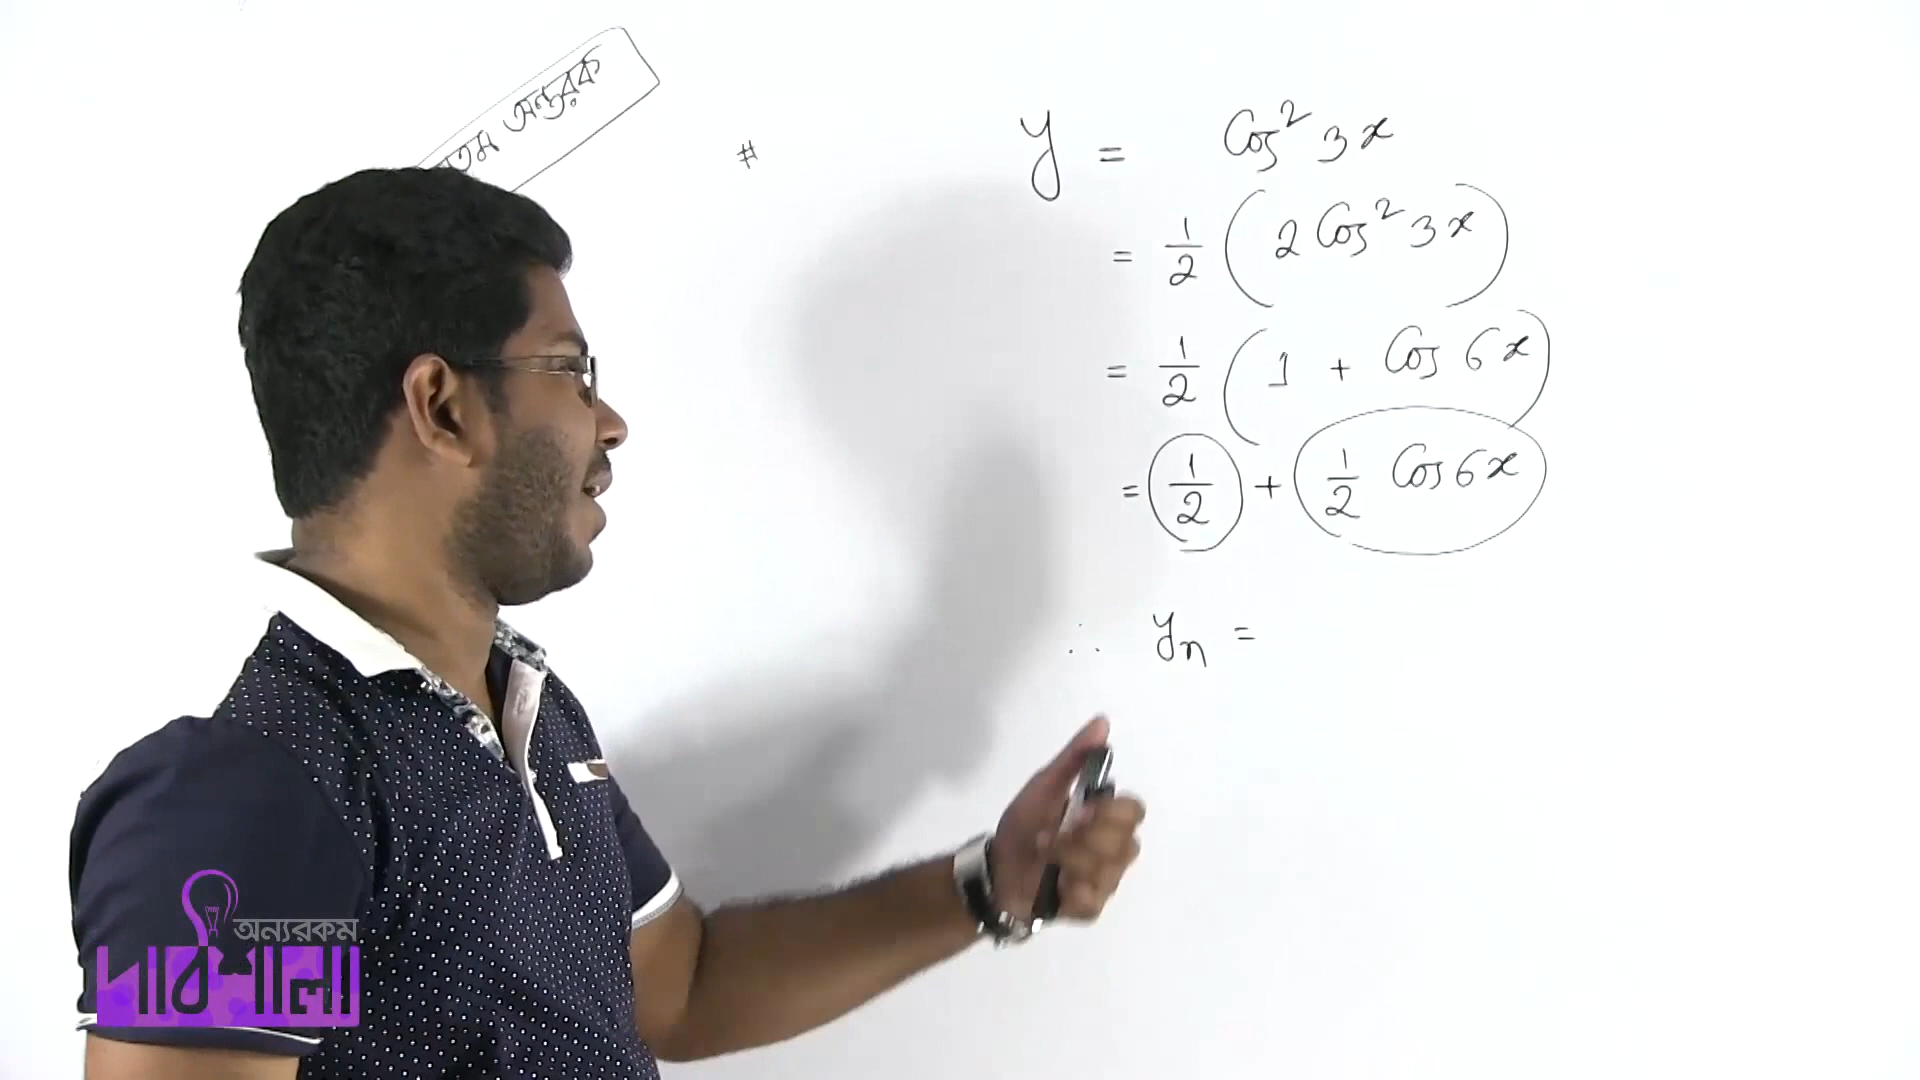 অন্তরক
#
y = Cos² 3x
= 1/2 (2 Cos² 3x)
= 1/2 (1 + Cos 6x)
= 1/2 + 1/2 Cos 6x
∴ yn =
অন্যরকম
পাঠশালা